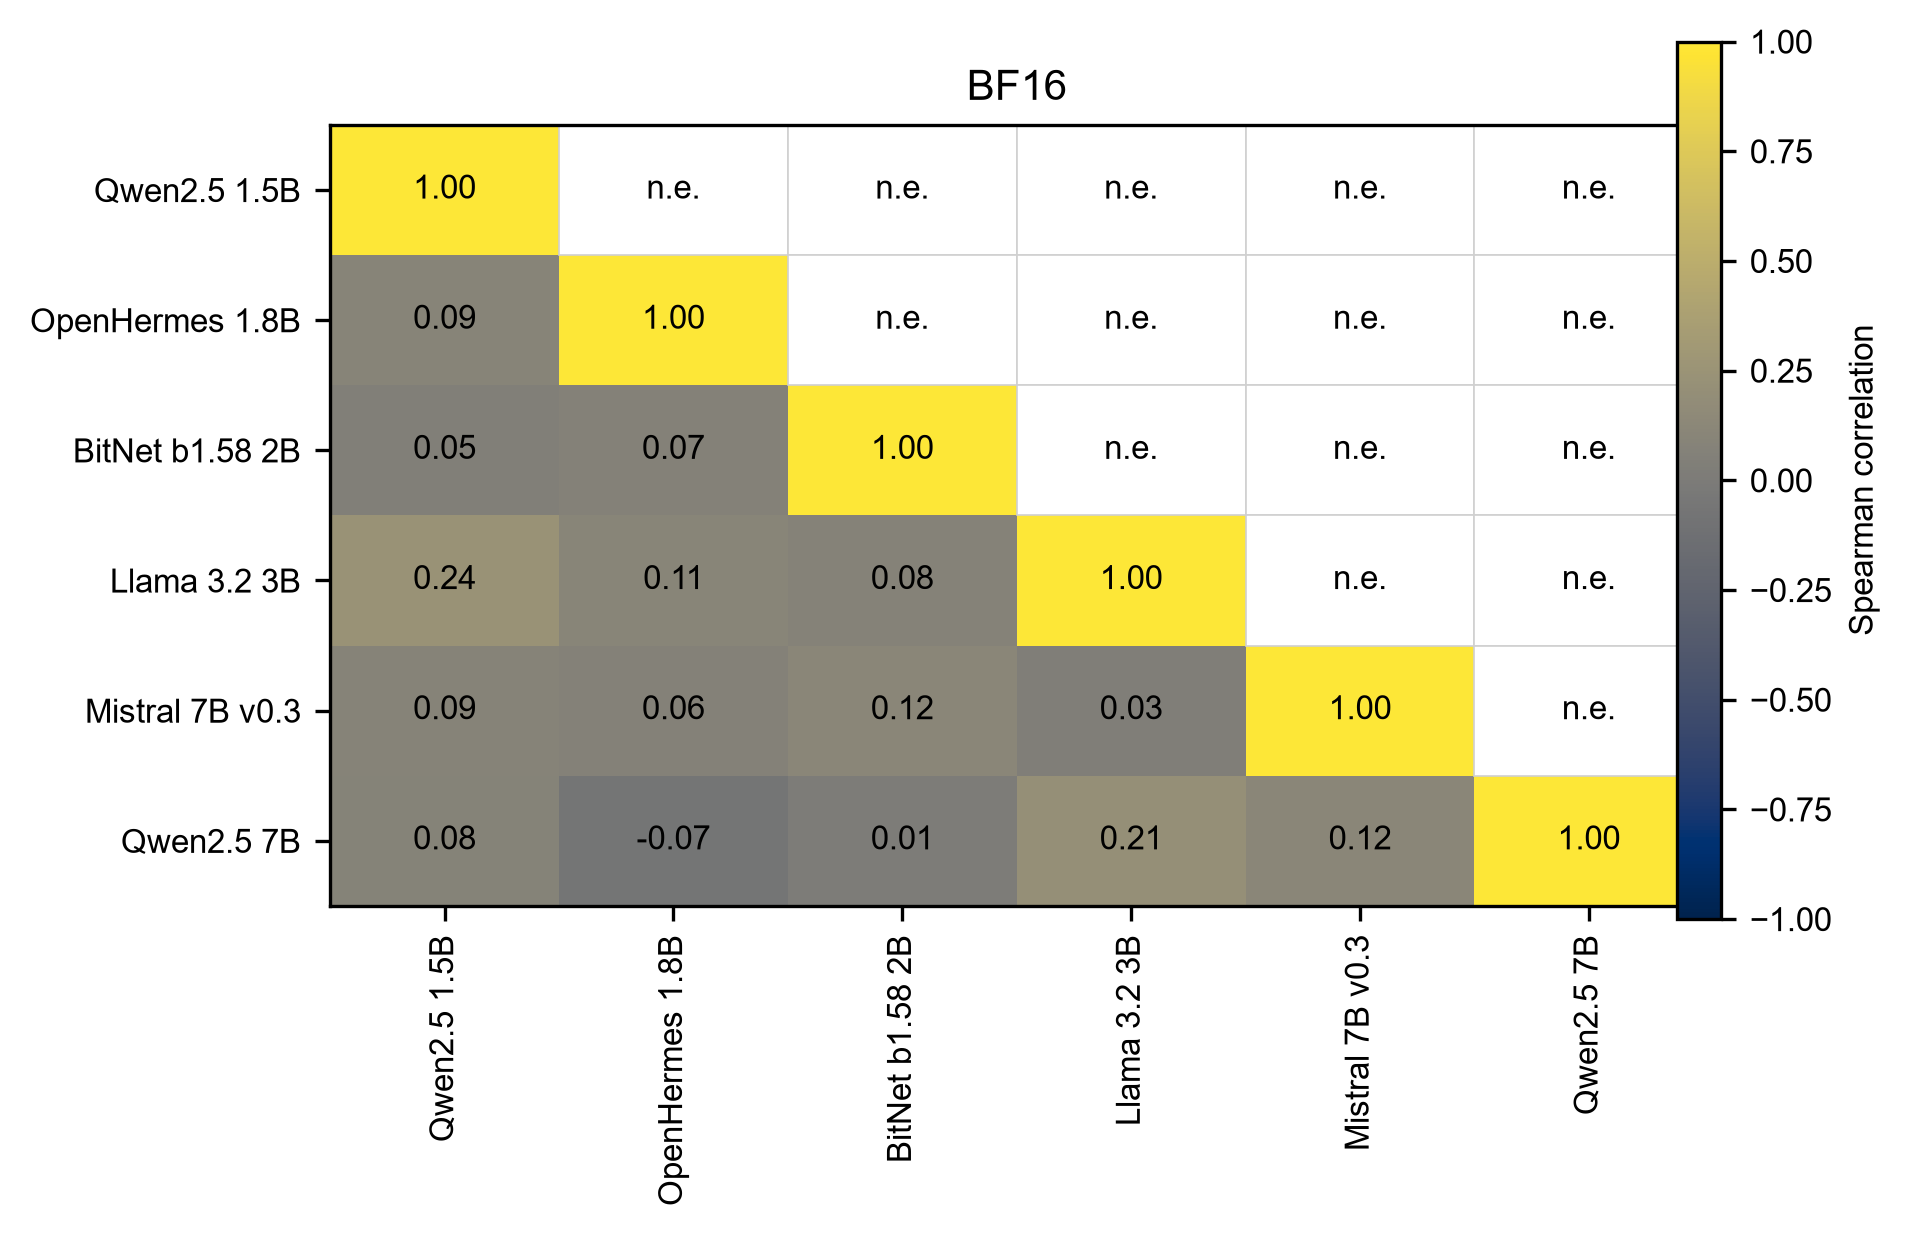 BF16
Qwen2.5 1.5B 1.00 n.e. n.e. n.e. n.e. n.e.
OpenHermes 1.8B 0.09 1.00 n.e. n.e. n.e. n.e.
BitNet b1.58 2B 0.05 0.07 1.00 n.e. n.e. n.e.
Llama 3.2 3B 0.24 0.11 0.08 1.00 n.e. n.e.
Mistral 7B v0.3 0.09 0.06 0.12 0.03 1.00 n.e.
Qwen2.5 7B 0.08 -0.07 0.01 0.21 0.12 1.00
Qwen2.5 1.5B
OpenHermes 1.8B
BitNet b1.58 2B
Llama 3.2 3B
Mistral 7B v0.3
Qwen2.5 7B
1.00
0.75
0.50
0.25
0.00
−0.25
−0.50
−0.75
−1.00
Spearman correlation